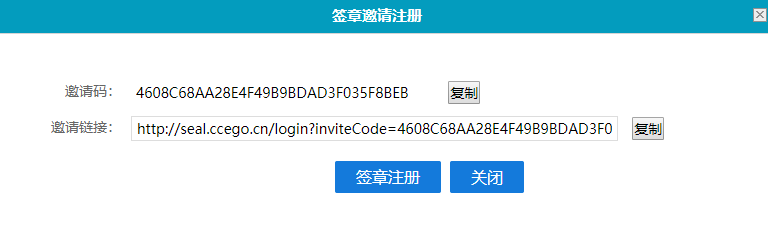 签章邀请注册
邀请码: 4608C68AA28E4F49B9BDAD3F035F8BEB 复制
邀请链接: http://seal.ccego.cn/login?inviteCode=4608C68AA28E4F49B9BDAD3F0 复制
签章注册 关闭